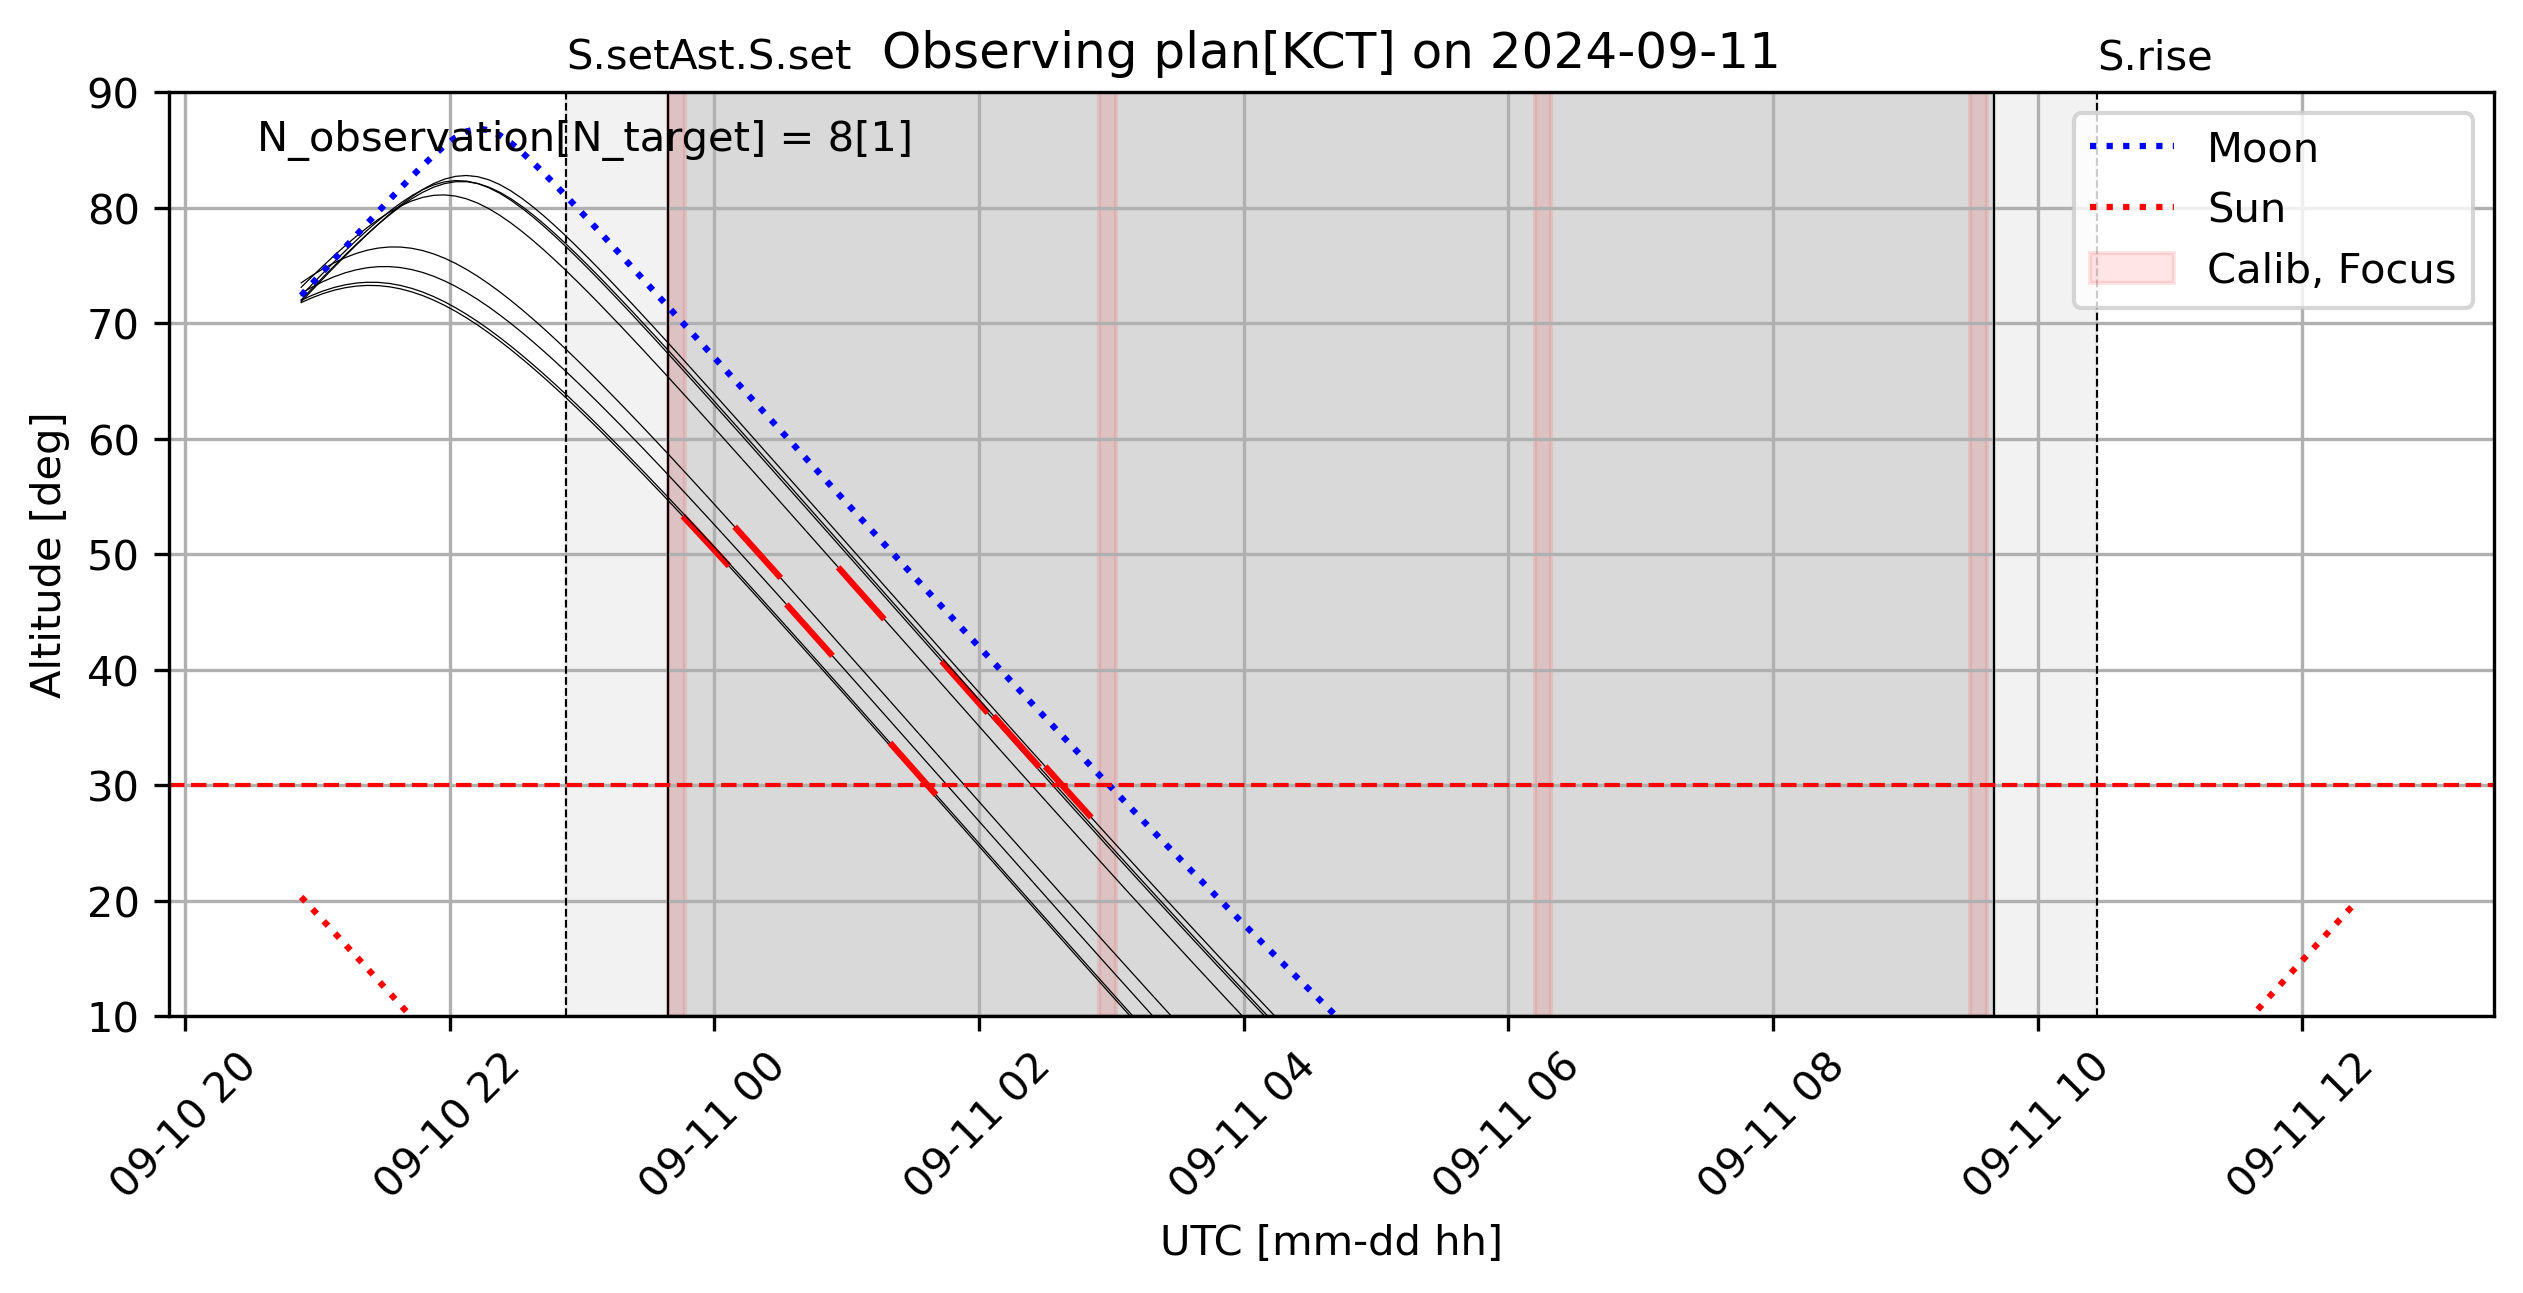 S.setAst.S.set Observing plan[KCT] on 2024-09-11 S.rise
N_observation[N_target] = 8[1]
Moon
Sun
Calib, Focus
Altitude [deg]
90
80
70
60
50
40
30
20
10
09-10 20
09-10 22
09-11 00
09-11 02
09-11 04
09-11 06
09-11 08
09-11 10
09-11 12
UTC [mm-dd hh]